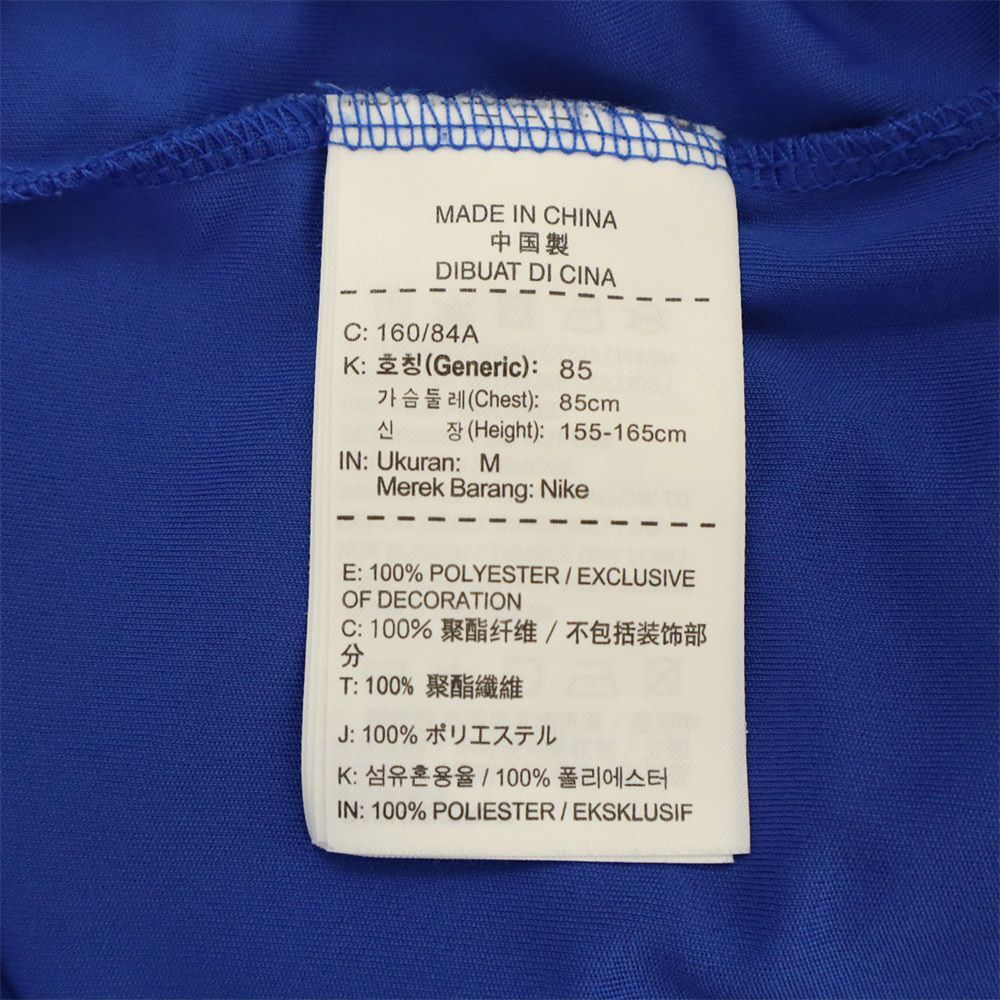 MADE IN CHINA
中国製
DIBUAT DI CINA
C: 160/84A
K: 호칭(Generic): 85
가슴둘레(Chest): 85cm
신 장(Height): 155-165cm
IN: Ukuran: M
Merek Barang: Nike
E: 100% POLYESTER / EXCLUSIVE
OF DECORATION
C: 100% 聚酯纤维 / 不包括装饰部
分
T: 100% 聚酯纖維
J: 100% ポリエステル
K: 섬유혼용율 / 100% 폴리에스터
IN: 100% POLIESTER / EKSKLUSIF